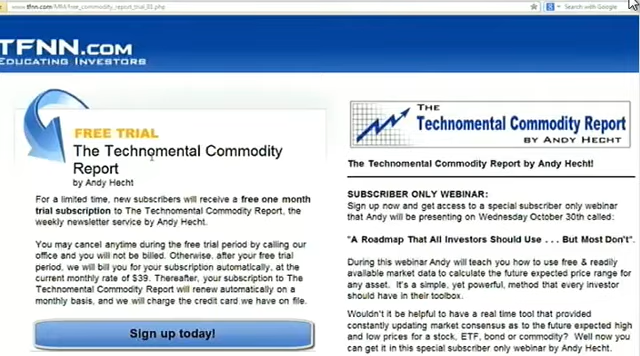 www.tfnn.com/MM/free_commodity_report_trial_01.php
Search with Google
TFNN.COM
EDUCATING INVESTORS
FREE TRIAL
The Technomental Commodity
Report
by Andy Hecht
For a limited time, new subscribers will receive a free one month
trial subscription to The Technomental Commodity Report, the
weekly newsletter service by Andy Hecht.
You may cancel anytime during the free trial period by calling our
office and you will not be billed. Otherwise, after your free trial
period, we will bill you for your subscription automatically, at
the current monthly rate of $39. Thereafter, your subscription to
The Technomental Commodity Report will renew automatically on a
monthly basis, and we will charge the credit card we have on file.
Sign up today!
THE
Technomental Commodity Report
BY ANDY HECHT
The Technomental Commodity Report by Andy Hecht!
SUBSCRIBER ONLY WEBINAR:
Sign up now and get access to a special subscriber only webinar
that Andy will be presenting on Wednesday October 30th called:
"A Roadmap That All Investors Should Use . . . But Most Don't".
During this webinar Andy will teach you how to use free & readily
available market data to calculate the future expected price range for
any asset. It's a simple, yet powerful, method that every investor
should have in their toolbox.
Wouldn't it be helpful to have a real time tool that provided
constantly updating market consensus as to the future expected high
and low prices for a stock, ETF, bond or commodity? Well now you
can get it in this special subscriber only webinar by Andy Hecht.